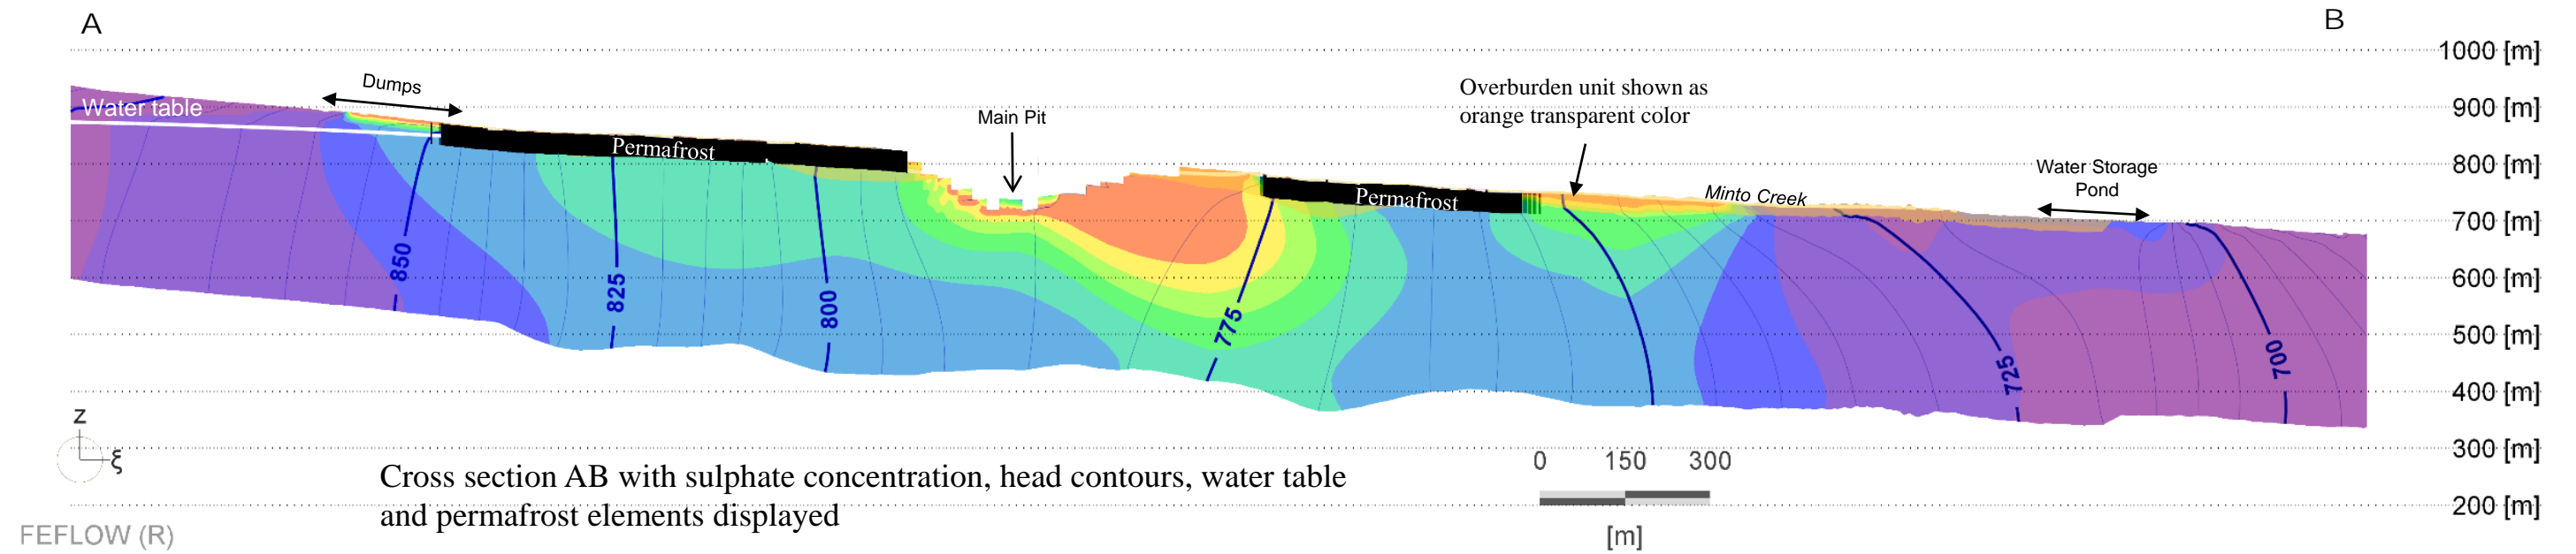 A
B
1000 [m]
Dumps
Overburden unit shown as
orange transparent color
Water table
Main Pit
900 [m]
Permafrost
800 [m]
Water Storage
Pond
Permafrost
Minto Creek
700 [m]
850
825
800
775
725
700
600 [m]
500 [m]
400 [m]
z
ξ
300 [m]
0 150 300
Cross section AB with sulphate concentration, head contours, water table
and permafrost elements displayed
200 [m]
[m]
FEFLOW (R)